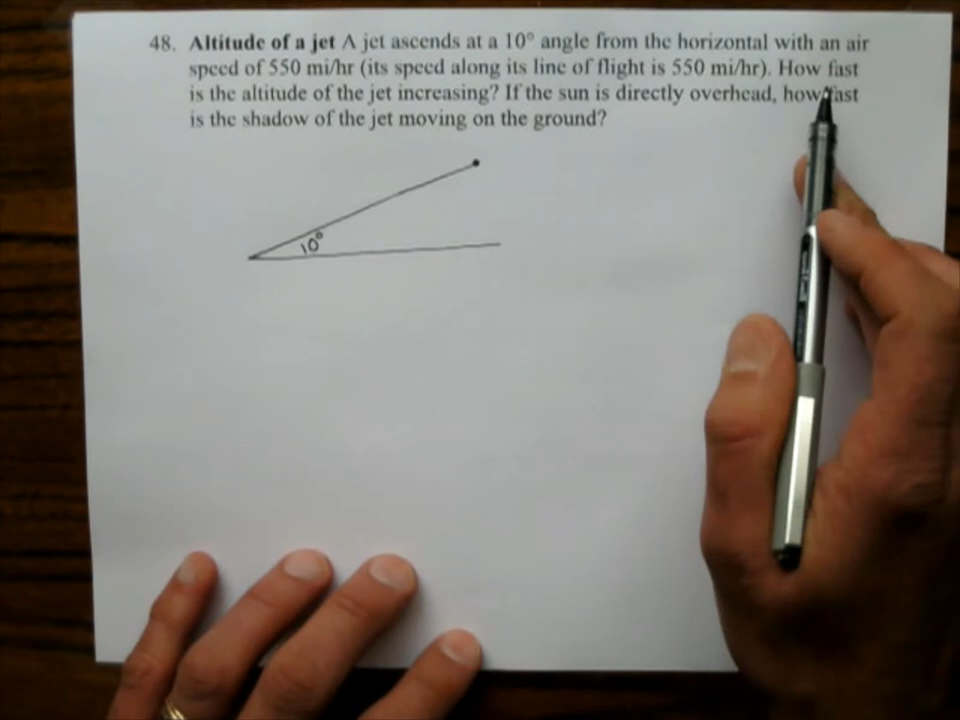 48. Altitude of a jet A jet ascends at a 10° angle from the horizontal with an air
speed of 550 mi/hr (its speed along its line of flight is 550 mi/hr). How fast
is the altitude of the jet increasing? If the sun is directly overhead, how fast
is the shadow of the jet moving on the ground?
10°